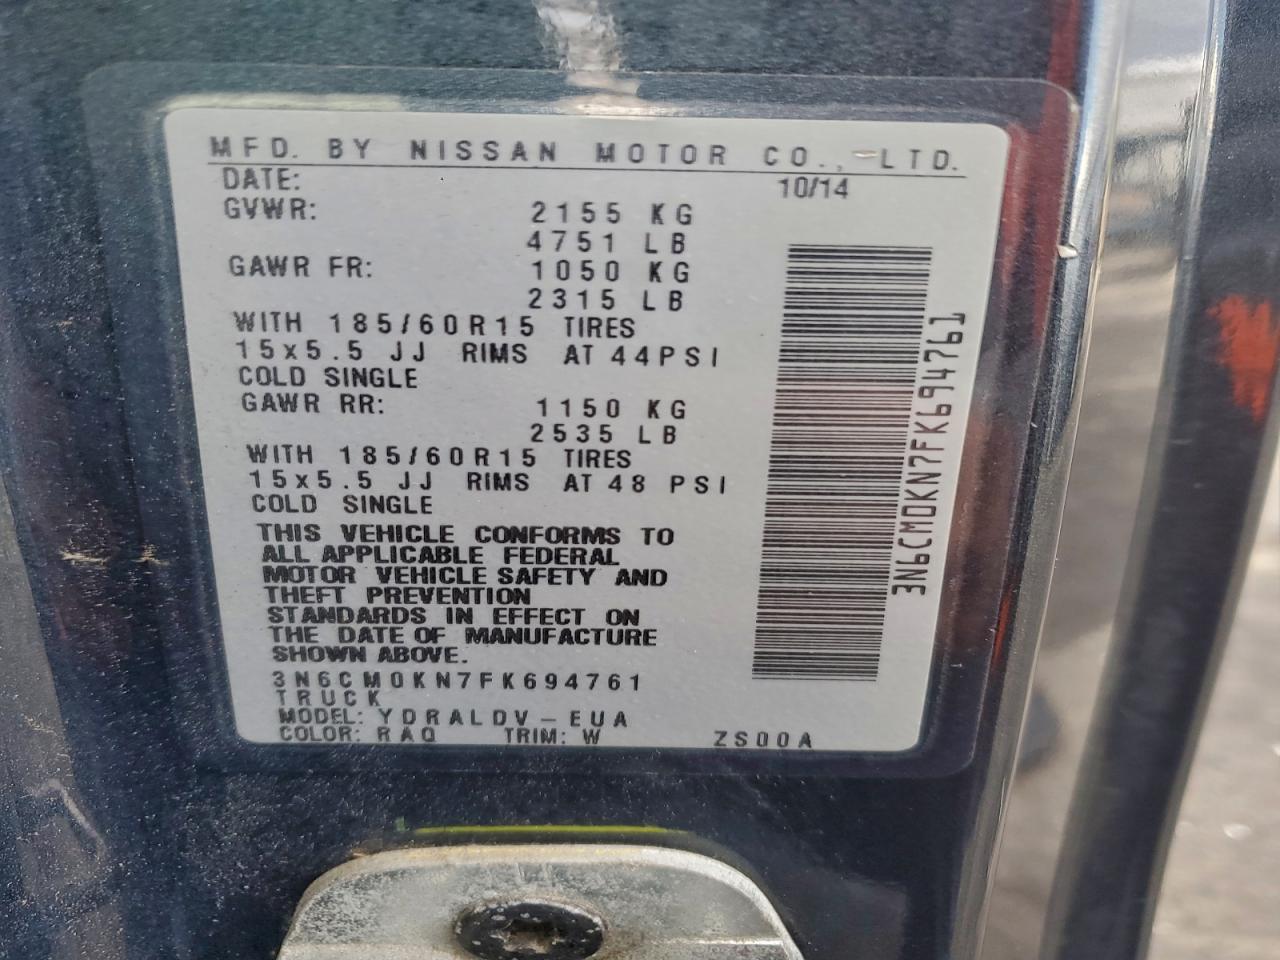 MFD. BY NISSAN MOTOR CO., LTD.
DATE: 10/14
GVWR: 2155 KG
4751 LB
GAWR FR: 1050 KG
2315 LB
WITH 185/60R15 TIRES
15x5.5 JJ RIMS AT 44PSI
COLD SINGLE
GAWR RR: 1150 KG
2535 LB
WITH 185/60R15 TIRES
15x5.5 JJ RIMS AT 48 PSI
COLD SINGLE
THIS VEHICLE CONFORMS TO
ALL APPLICABLE FEDERAL
MOTOR VEHICLE SAFETY AND
THEFT PREVENTION
STANDARDS IN EFFECT ON
THE DATE OF MANUFACTURE
SHOWN ABOVE.
3N6CM0KN7FK694761
TRUCK
MODEL: YDRALDV-EUA
COLOR: RAQ TRIM: W ZS00A
3N6CM0KN7FK694761